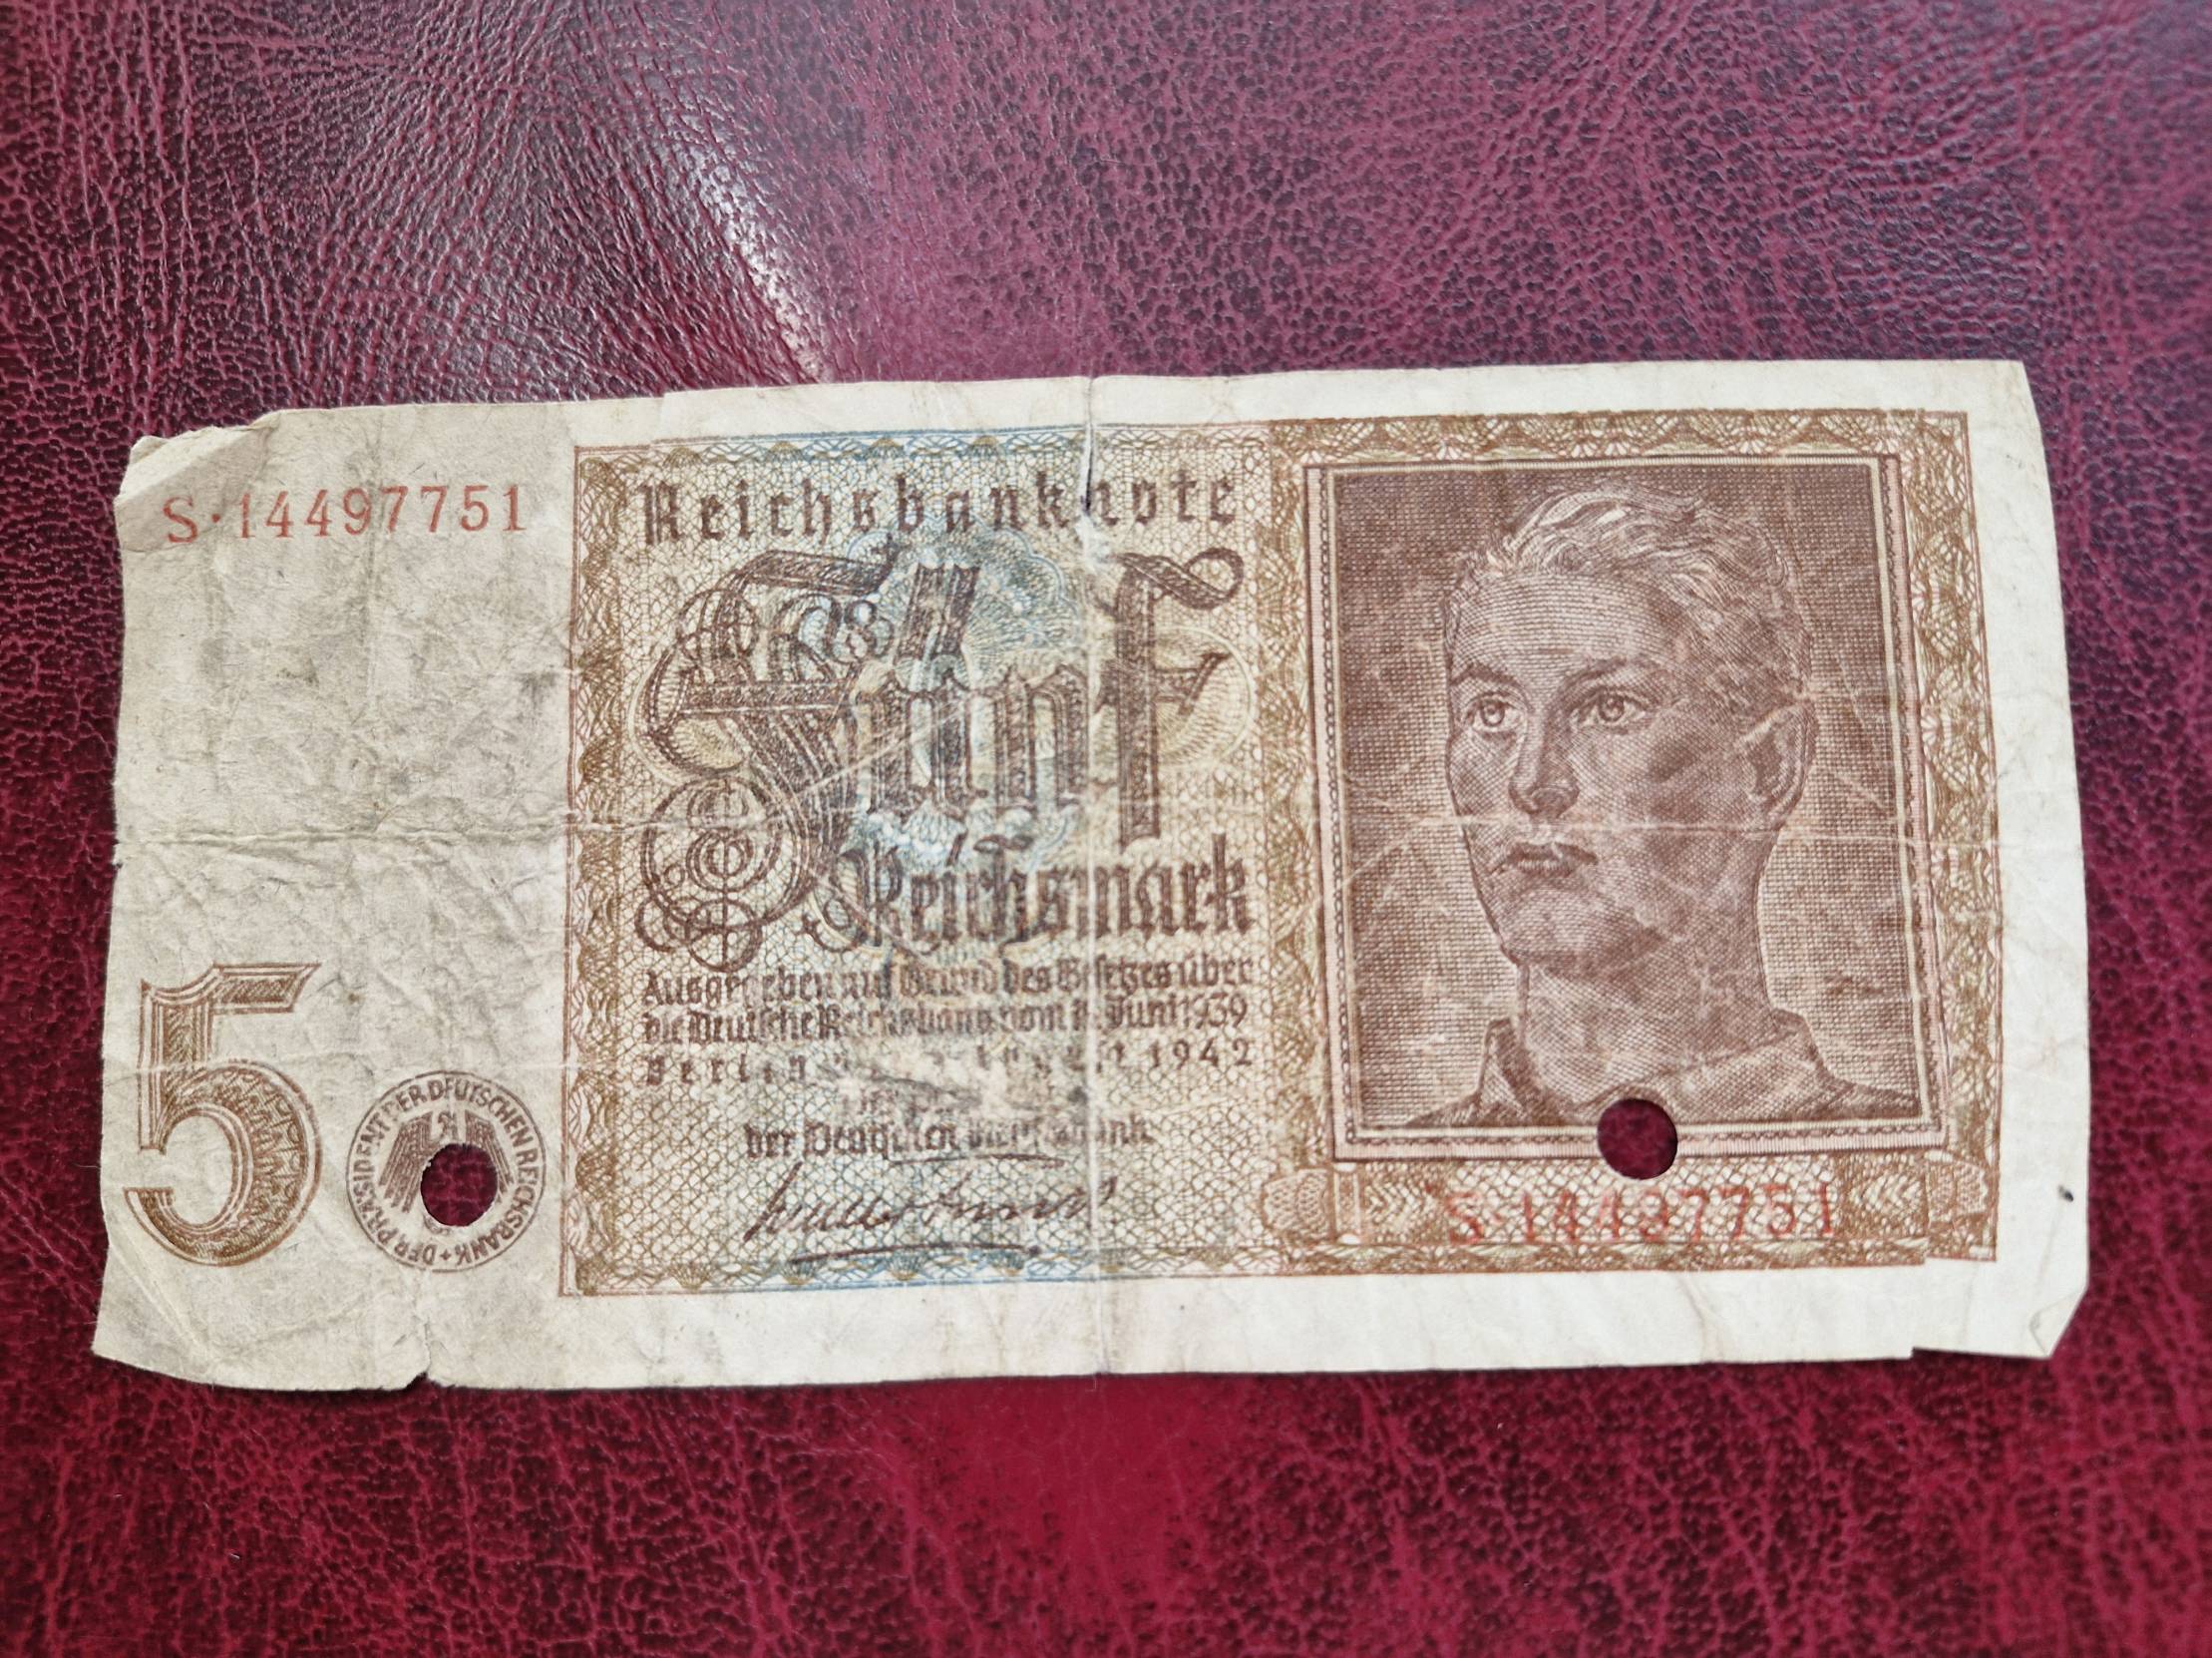 S·14497751
Reichsbanknote
Fünf
Reichsmark
Ausgegeben auf Grund des Gesetzes über
die Deutsche Reichsbank vom 15. Juni 1939
Berlin 1942
der Deutschen Reichsbank
5
DER PRÄSIDENT DER DEUTSCHEN REICHSBANK
S·14497751